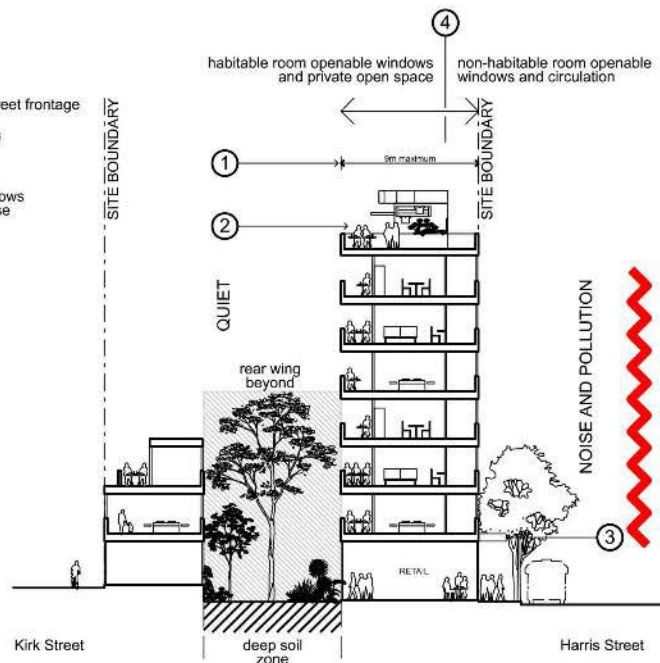 4
habitable room openable windows
and private open space
non-habitable room openable
windows and circulation
eet frontage
SITE BOUNDARY
1
9m maximum
SITE BOUNDARY
ows
se
2
QUIET
NOISE AND POLLUTION
rear wing
beyond
3
RETAIL
Kirk Street
deep soil
zone
Harris Street